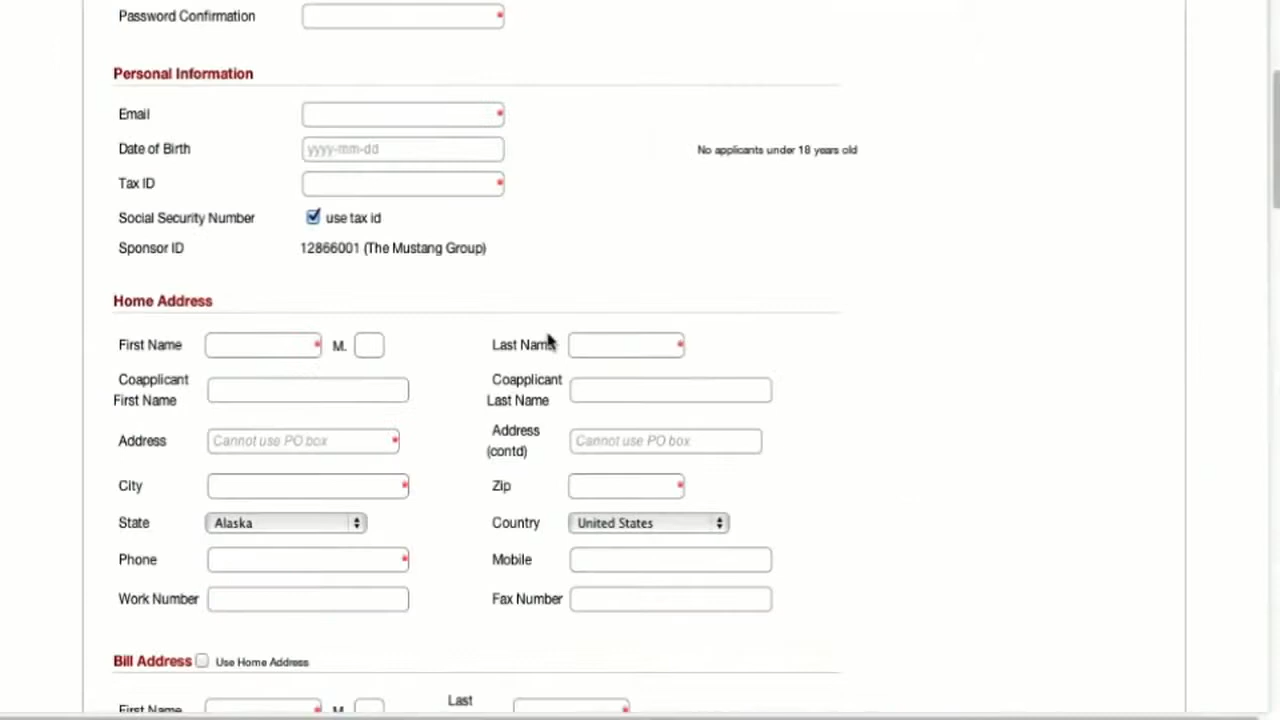 Password Confirmation
Personal Information
Email
Date of Birth yyyy-mm-dd No applicants under 18 years old
Tax ID
Social Security Number use tax id
Sponsor ID 12866001 (The Mustang Group)
Home Address
First Name M. Last Name
Coapplicant First Name Coapplicant Last Name
Address Cannot use PO box Address (contd) Cannot use PO box
City Zip
State Alaska Country United States
Phone Mobile
Work Number Fax Number
Bill Address Use Home Address
First Name M Last